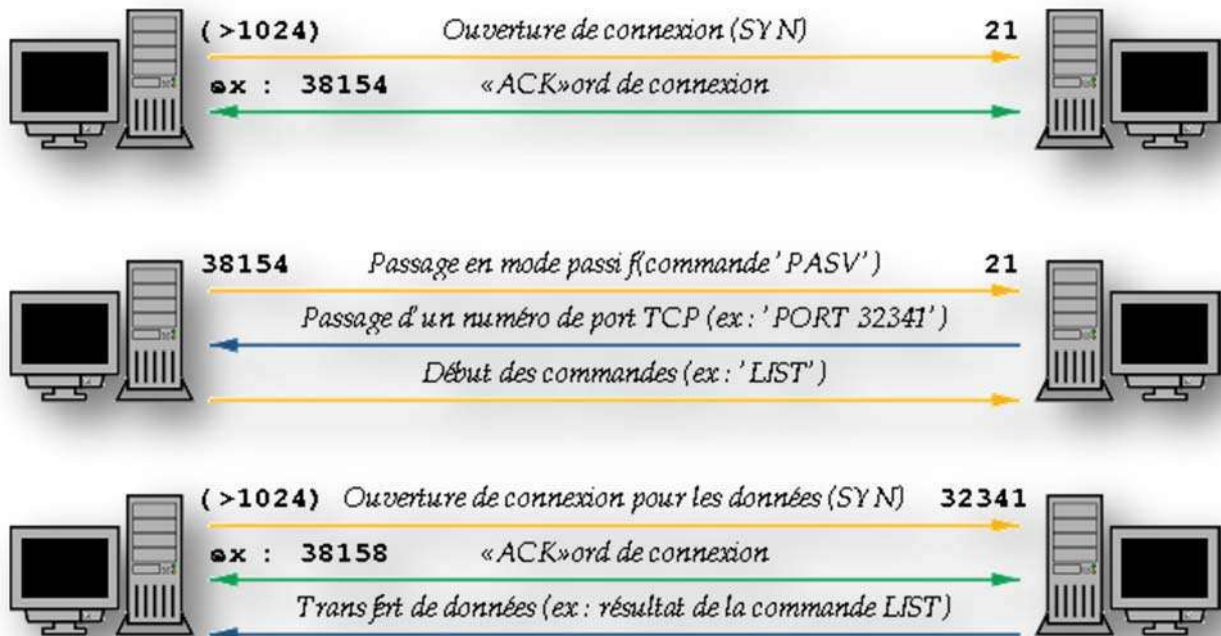 (>1024) Ouverture de connexion (SYN) 21
ex : 38154 «ACK»ord de connexion
38154 Passage en mode passif(commande 'PASV') 21
Passage d'un numéro de port TCP (ex : 'PORT 32341')
Début des commandes (ex : 'LIST')
(>1024) Ouverture de connexion pour les données (SYN) 32341
ex : 38158 «ACK»ord de connexion
Transfert de données (ex : résultat de la commande LIST)